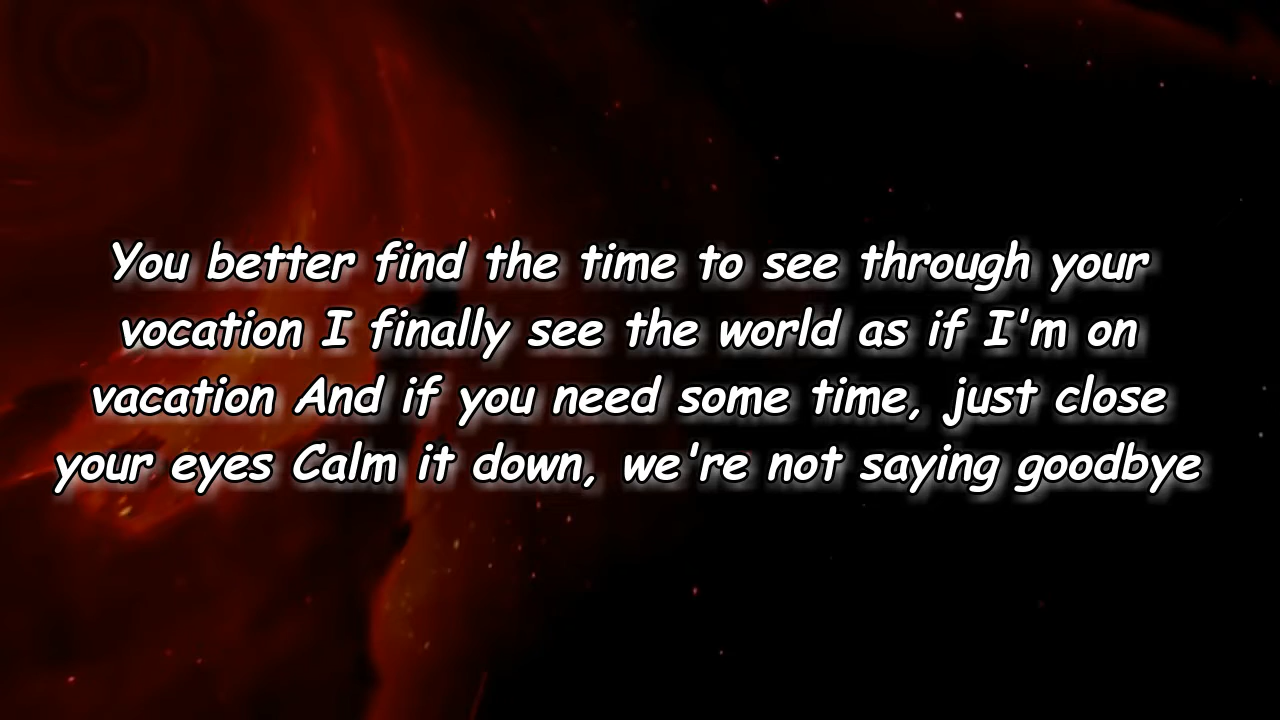 You better find the time to see through your
vocation I finally see the world as if I'm on
vacation And if you need some time, just close
your eyes Calm it down, we're not saying goodbye